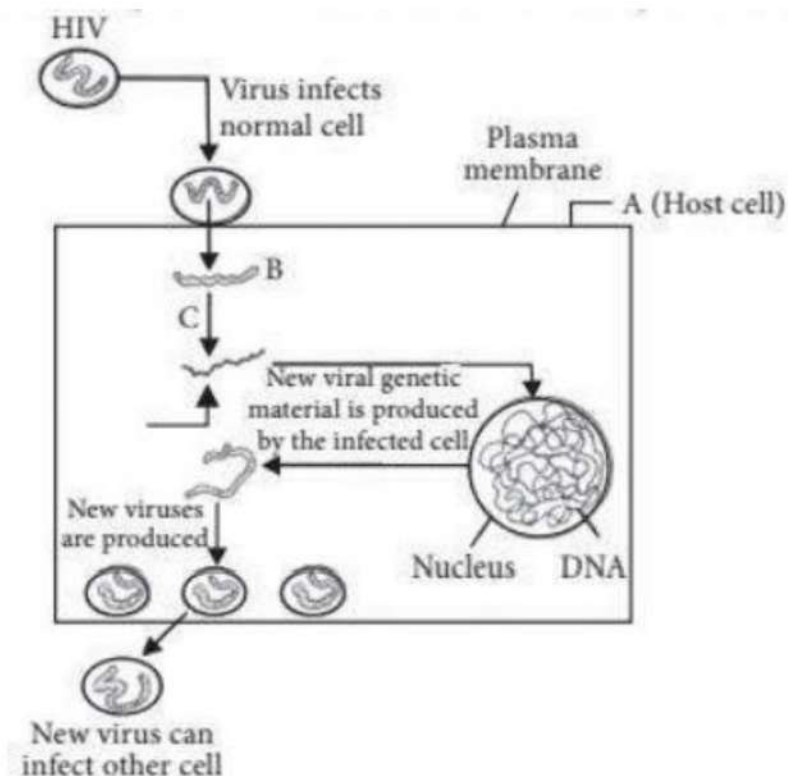 HIV
Virus infects
normal cell
Plasma
membrane
A (Host cell)
B
C
New viral genetic
material is produced
by the infected cell
New viruses
are produced
Nucleus
DNA
New virus can
infect other cell